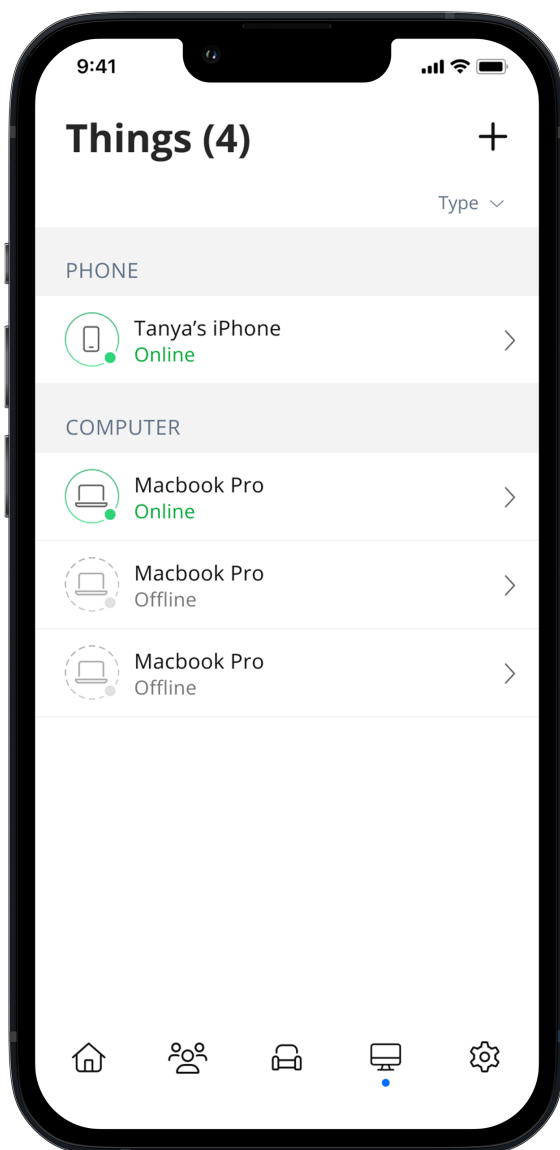 9:41
Things (4)
Type
PHONE
Tanya’s iPhone
Online
COMPUTER
Macbook Pro
Online
Macbook Pro
Offline
Macbook Pro
Offline